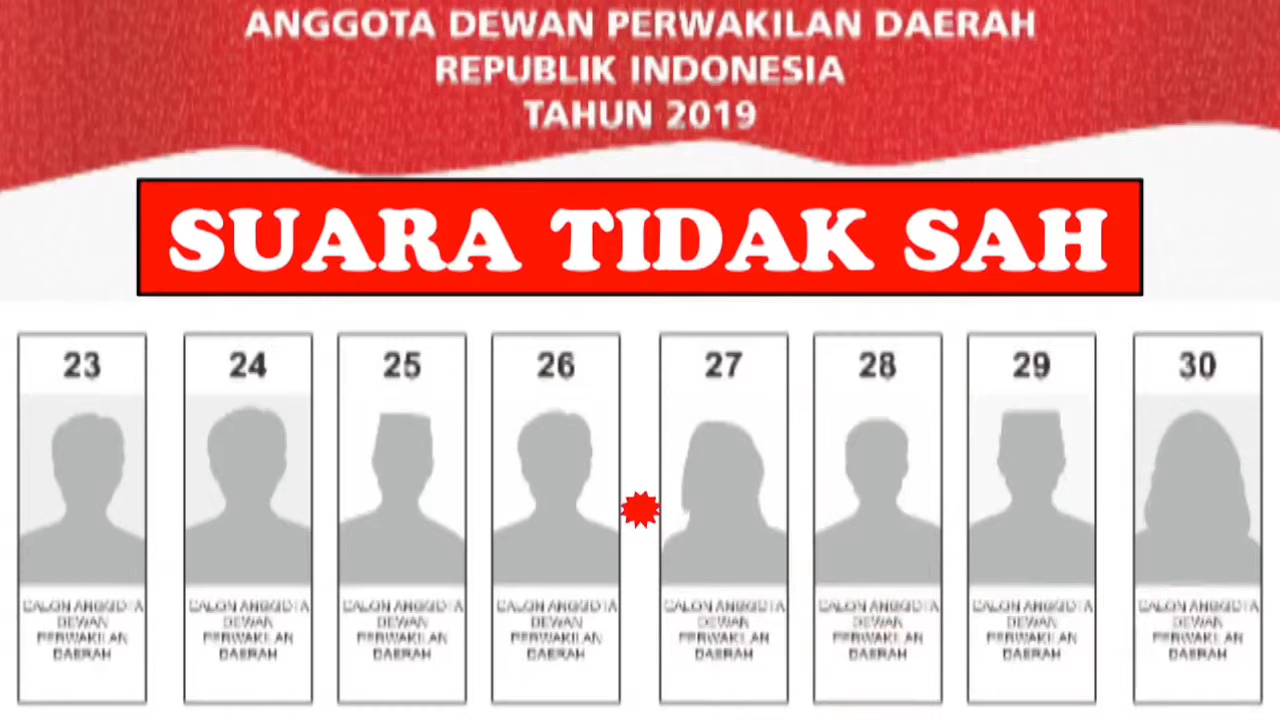 ANGGOTA DEWAN PERWAKILAN DAERAH
REPUBLIK INDONESIA
TAHUN 2019
SUARA TIDAK SAH
23 24 25 26 27 28 29 30
CALON ANGGOTA CALON ANGGOTA CALON ANGGOTA CALON ANGGOTA CALON ANGGOTA CALON ANGGOTA CALON ANGGOTA CALON ANGGOTA
DEWAN DEWAN DEWAN DEWAN DEWAN DEWAN DEWAN DEWAN
PERWAKILAN PERWAKILAN PERWAKILAN PERWAKILAN PERWAKILAN PERWAKILAN PERWAKILAN PERWAKILAN
DAERAH DAERAH DAERAH DAERAH DAERAH DAERAH DAERAH DAERAH